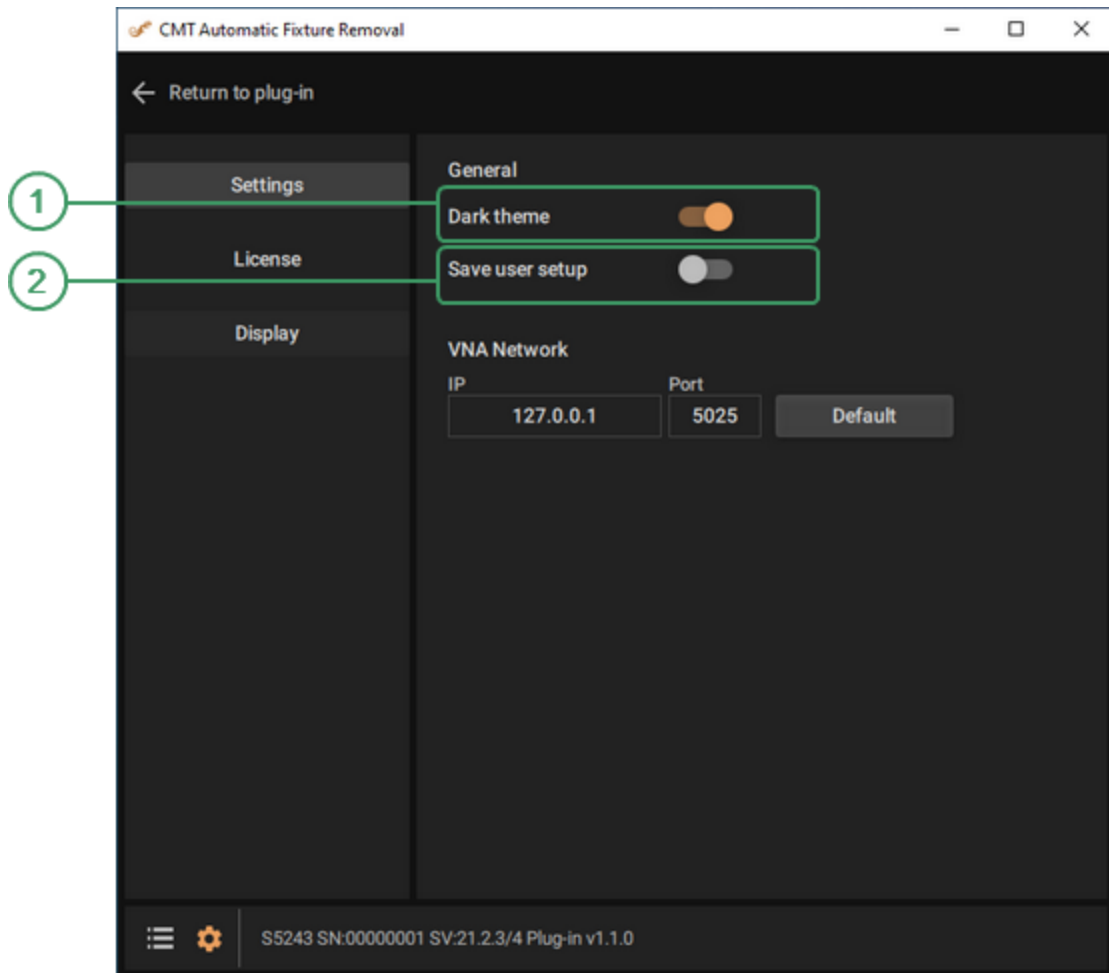 CMT Automatic Fixture Removal
Return to plug-in
Settings
License
Display
General
1
Dark theme
2
Save user setup
VNA Network
IP Port
127.0.0.1 5025 Default
S5243 SN:00000001 SV:21.2.3/4 Plug-in v1.1.0